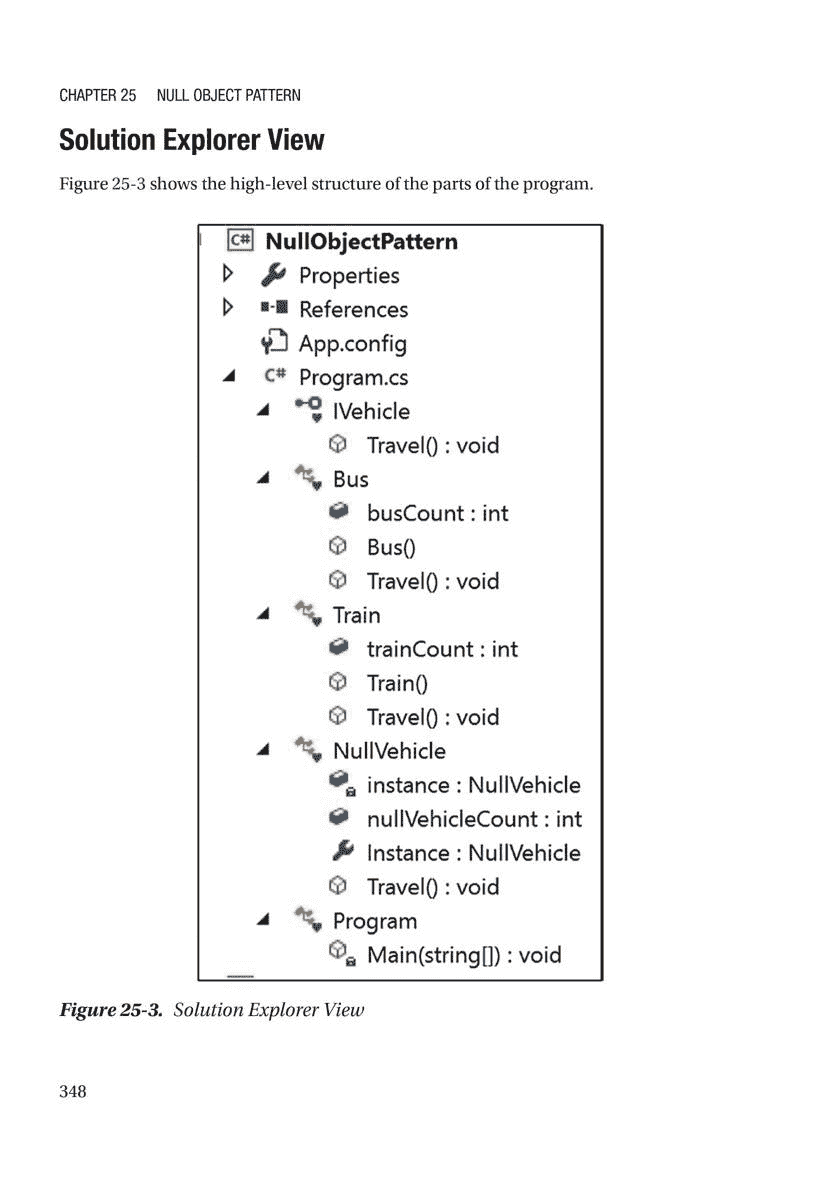 CHAPTER 25 NULL OBJECT PATTERN
Solution Explorer View
Figure 25-3 shows the high-level structure of the parts of the program.
C# NullObjectPattern
Properties
References
App.config
C# Program.cs
IVehicle
Travel() : void
Bus
busCount : int
Bus()
Travel() : void
Train
trainCount : int
Train()
Travel() : void
NullVehicle
instance : NullVehicle
nullVehicleCount : int
Instance : NullVehicle
Travel() : void
Program
Main(string[]) : void
Figure 25-3. Solution Explorer View
348